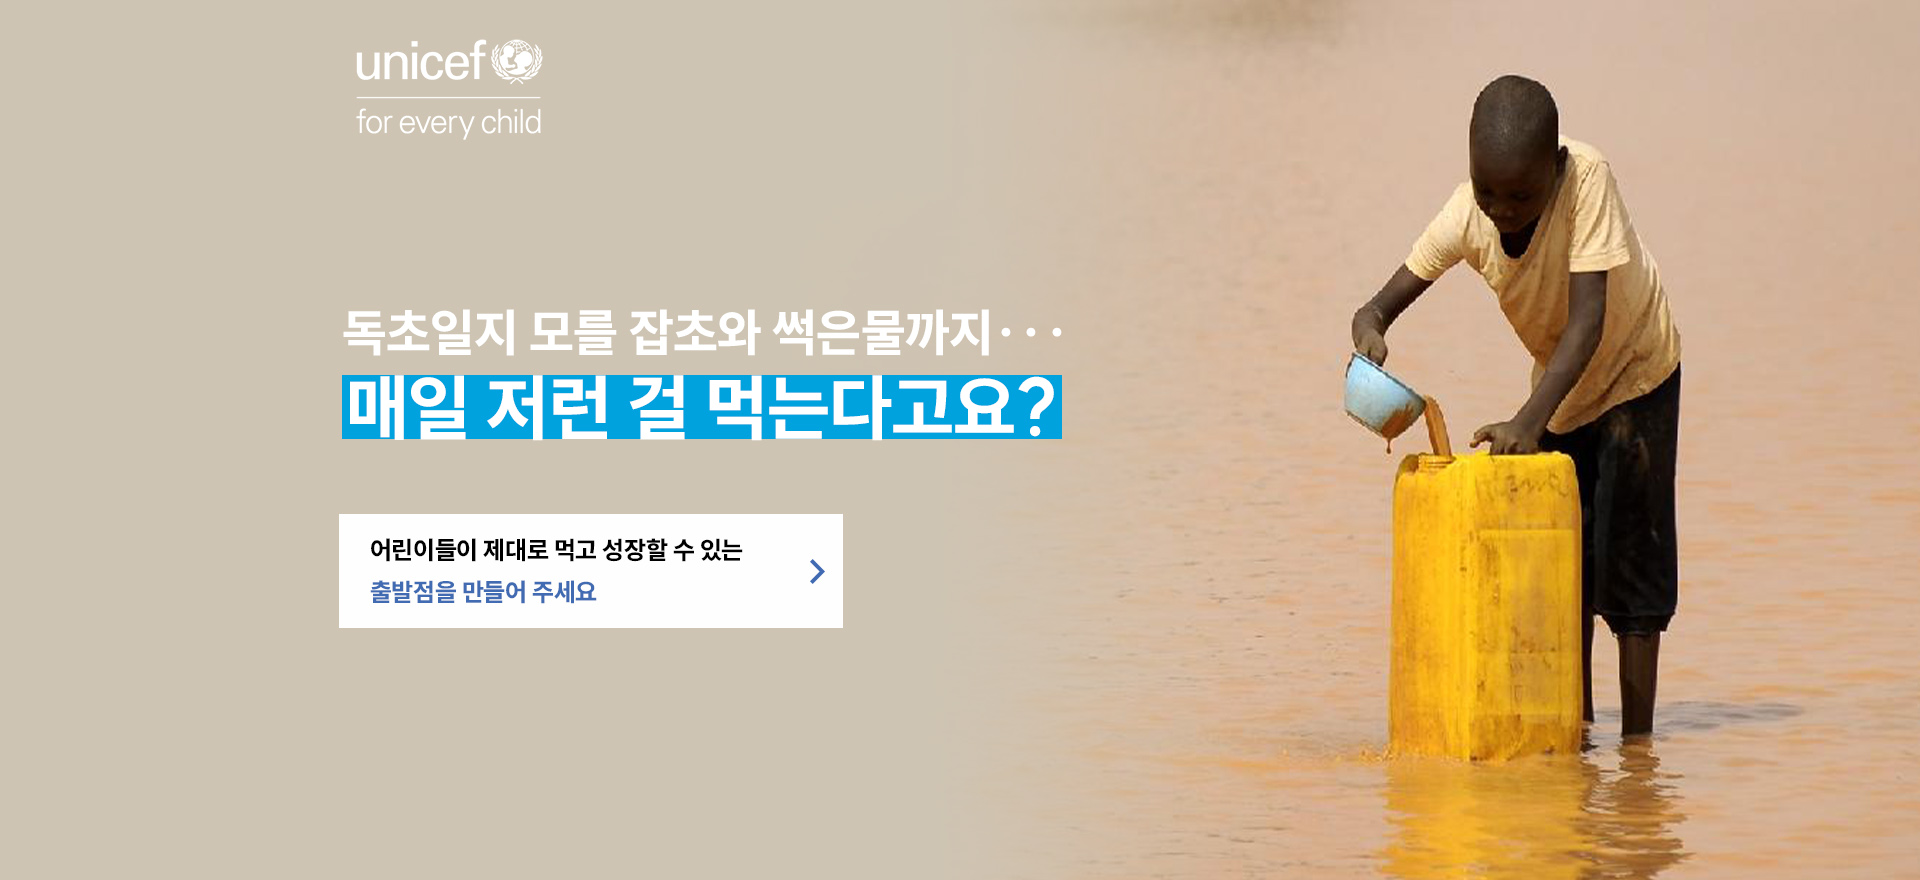 unicef
for every child
독초일지 모를 잡초와 썩은물까지···
매일 저런 걸 먹는다고요?
어린이들이 제대로 먹고 성장할 수 있는
출발점을 만들어 주세요